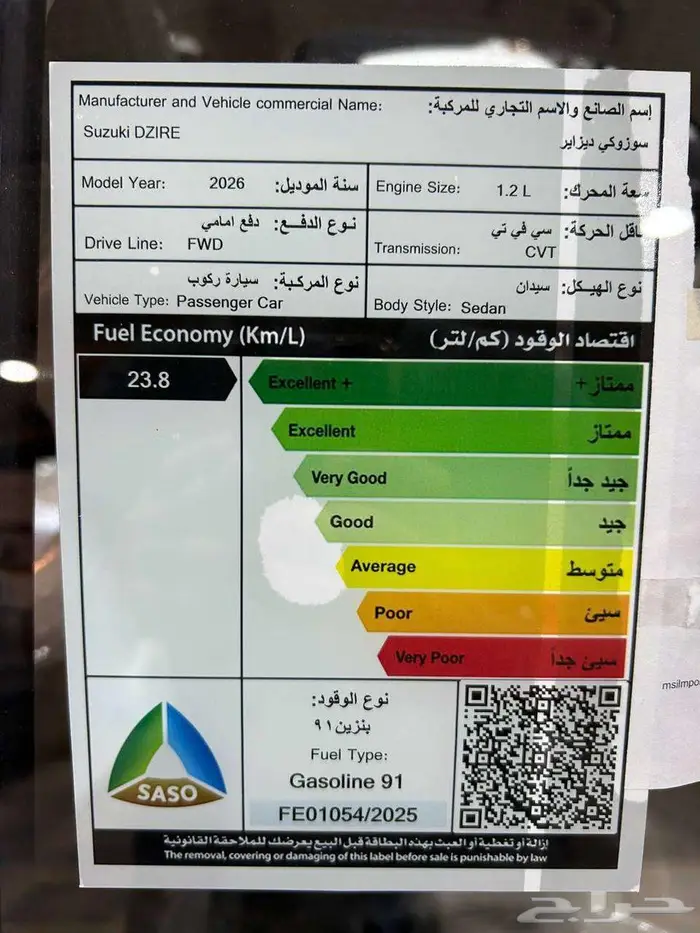 Manufacturer and Vehicle commercial Name:
إسم الصانع والاسم التجاري للمركبة:
Suzuki DZIRE
سوزوكي ديزاير
Model Year: 2026 سنة الموديل:
Engine Size: 1.2 L سعة المحرك:
نوع الدفع: دفع امامي
Drive Line: FWD
ناقل الحركة: سي في تي
Transmission: CVT
نوع المركبة: سيارة ركوب
Vehicle Type: Passenger Car
نوع الهيكل: سيدان
Body Style: Sedan
Fuel Economy (Km/L)
اقتصاد الوقود (كم/لتر)
23.8
Excellent + ممتاز +
Excellent ممتاز
Very Good جيد جداً
Good جيد
Average متوسط
Poor سيئ
Very Poor سيئ جداً
SASO
نوع الوقود:
بنزين ٩١
Fuel Type:
Gasoline 91
FE01054/2025
إزالة أو تغطية أو العبث بهذه البطاقة قبل البيع يعرضك للملاحقة القانونية
The removal, covering or damaging of this label before sale is punishable by law
حراج